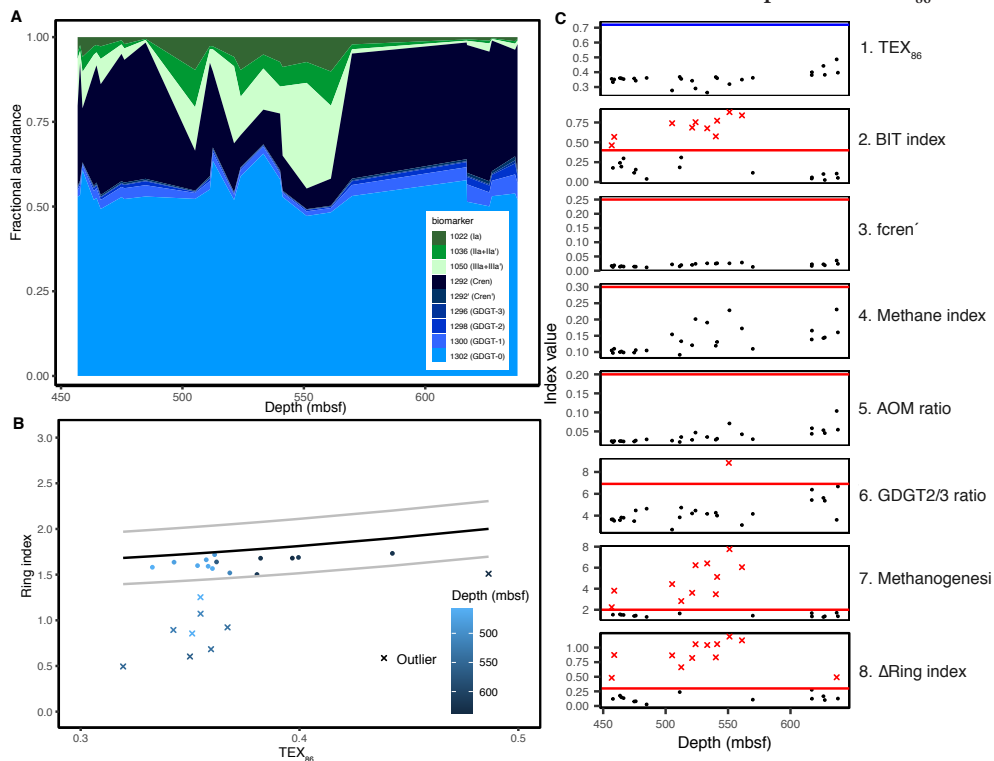 86
A
1.00
0.75
0.50
0.25
0.00
Fractional abundance
450
500
550
600
Depth (mbsf)
biomarker
1022 (Ia)
1036 (IIa+IIa')
1050 (IIIa+IIIa')
1292 (Cren)
1292' (Cren')
1296 (GDGT-3)
1298 (GDGT-2)
1300 (GDGT-1)
1302 (GDGT-0)
B
3.0
2.5
2.0
1.5
1.0
0.5
0.0
Ring index
0.3
0.4
0.5
TEX86
Depth (mbsf)
500
550
600
Outlier
C
Index value
0.7
0.6
0.5
0.4
0.3
1. TEX86
0.75
0.50
0.25
0.00
2. BIT index
0.25
0.20
0.15
0.10
0.05
0.00
3. fcren´
0.30
0.25
0.20
0.15
0.10
4. Methane index
0.20
0.15
0.10
0.05
5. AOM ratio
8
6
4
6. GDGT2/3 ratio
8
6
4
2
7. Methanogenesi
1.00
0.75
0.50
0.25
0.00
8. ΔRing index
450
500
550
600
Depth (mbsf)